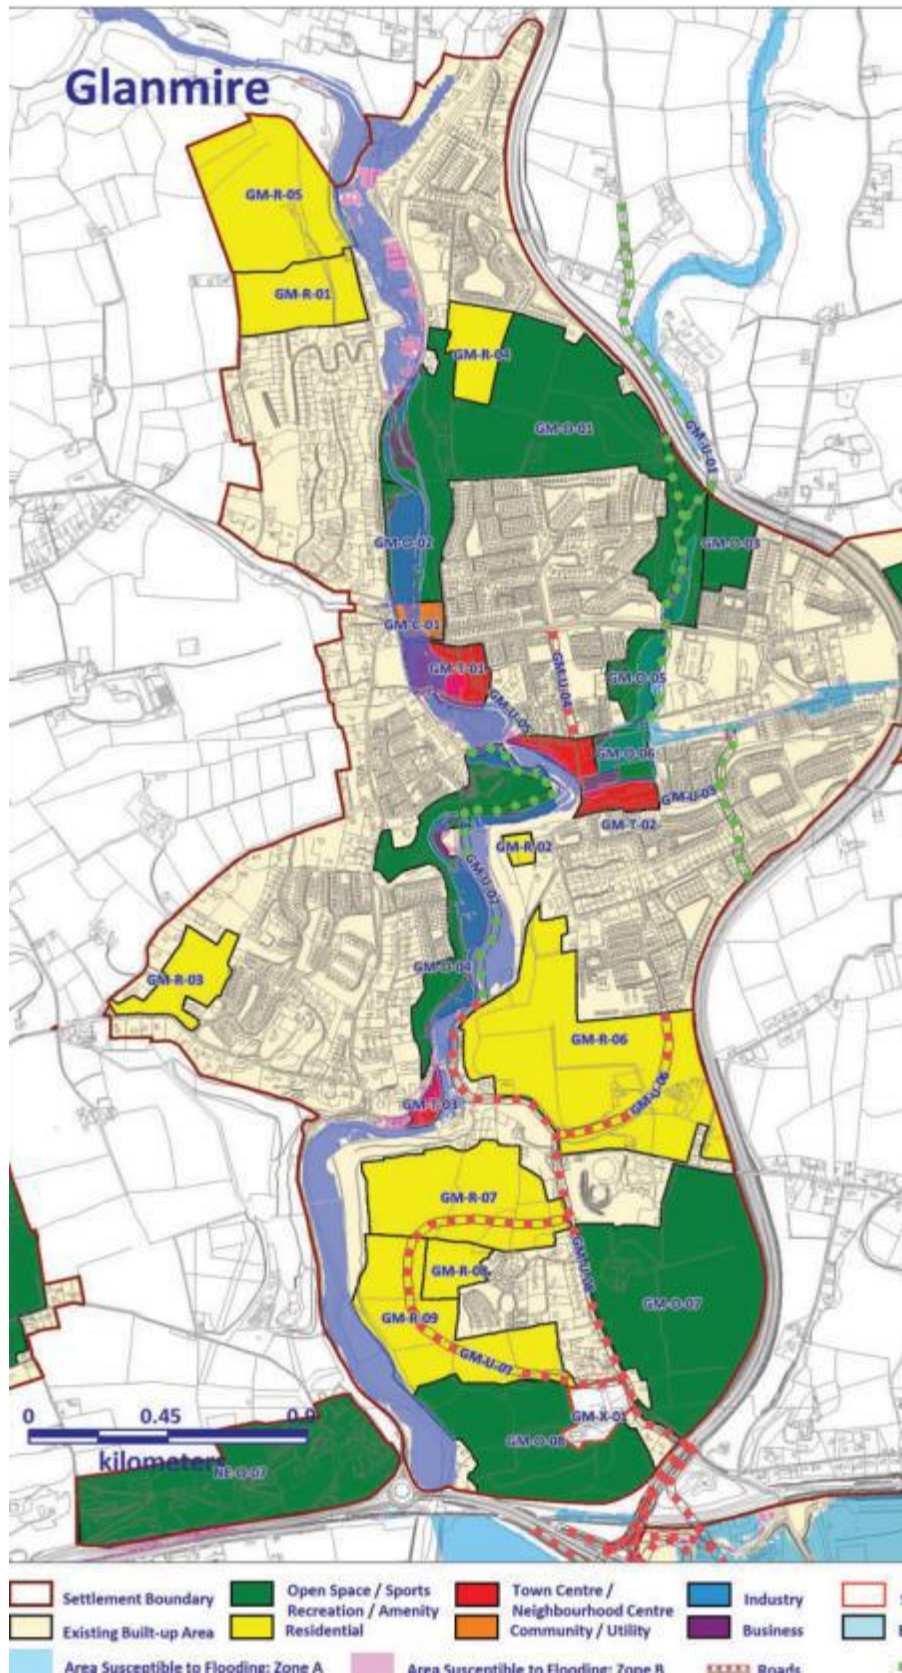 Glanmire
GM-R-05
GM-R-01
GM-R-04
GM-O-01
GM-U-01
GM-O-03
GM-C-01
GM-T-01
GM-U-04
GM-O-05
GM-U-05
GM-O-06
GM-U-03
GM-T-02
GM-R-02
GM-U-02
GM-O-04
GM-R-03
GM-R-06
GM-U-06
GM-T-03
GM-R-07
GM-R-08
GM-O-07
GM-R-09
GM-U-07
0 0.45
GM-X-01
GM-O-08
kilometers
NE-O-07
Settlement Boundary
Open Space / Sports
Recreation / Amenity
Town Centre /
Neighbourhood Centre
Industry
Existing Built-up Area
Residential
Community / Utility
Business
Area Susceptible to Flooding: Zone A
Area Susceptible to Flooding: Zone B
Roads